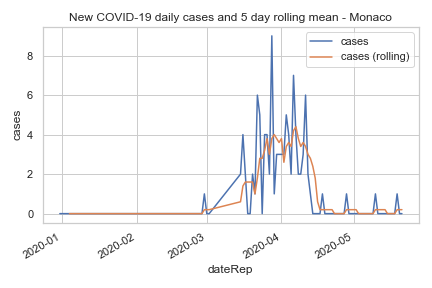 New COVID-19 daily cases and 5 day rolling mean - Monaco
cases
cases (rolling)
8
6
4
2
0
cases
2020-01
2020-02
2020-03
2020-04
2020-05
dateRep